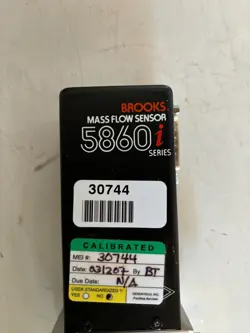 BROOKS
MASS FLOW SENSOR
5860i
SERIES
30744
CALIBRATED
MEI #: 30744
Date: 031207 By BT
Due Date: N/A
USER STANDARDIZED ?
YES NO